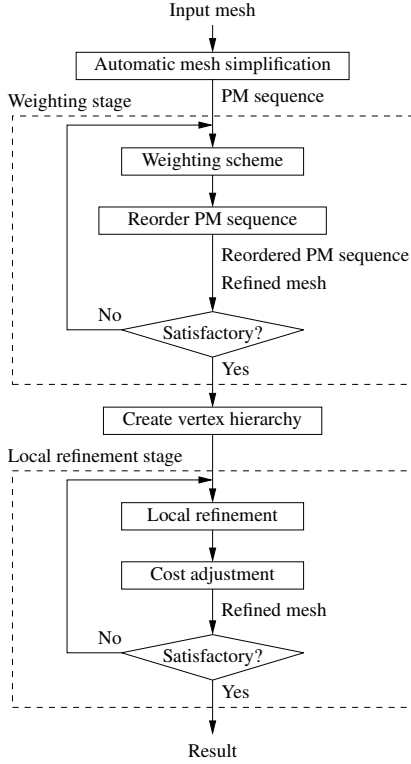 Input mesh
Automatic mesh simplification
PM sequence
Weighting stage
Weighting scheme
Reorder PM sequence
Reordered PM sequence
Refined mesh
No
Satisfactory?
Yes
Create vertex hierarchy
Local refinement stage
Local refinement
Cost adjustment
Refined mesh
No
Satisfactory?
Yes
Result